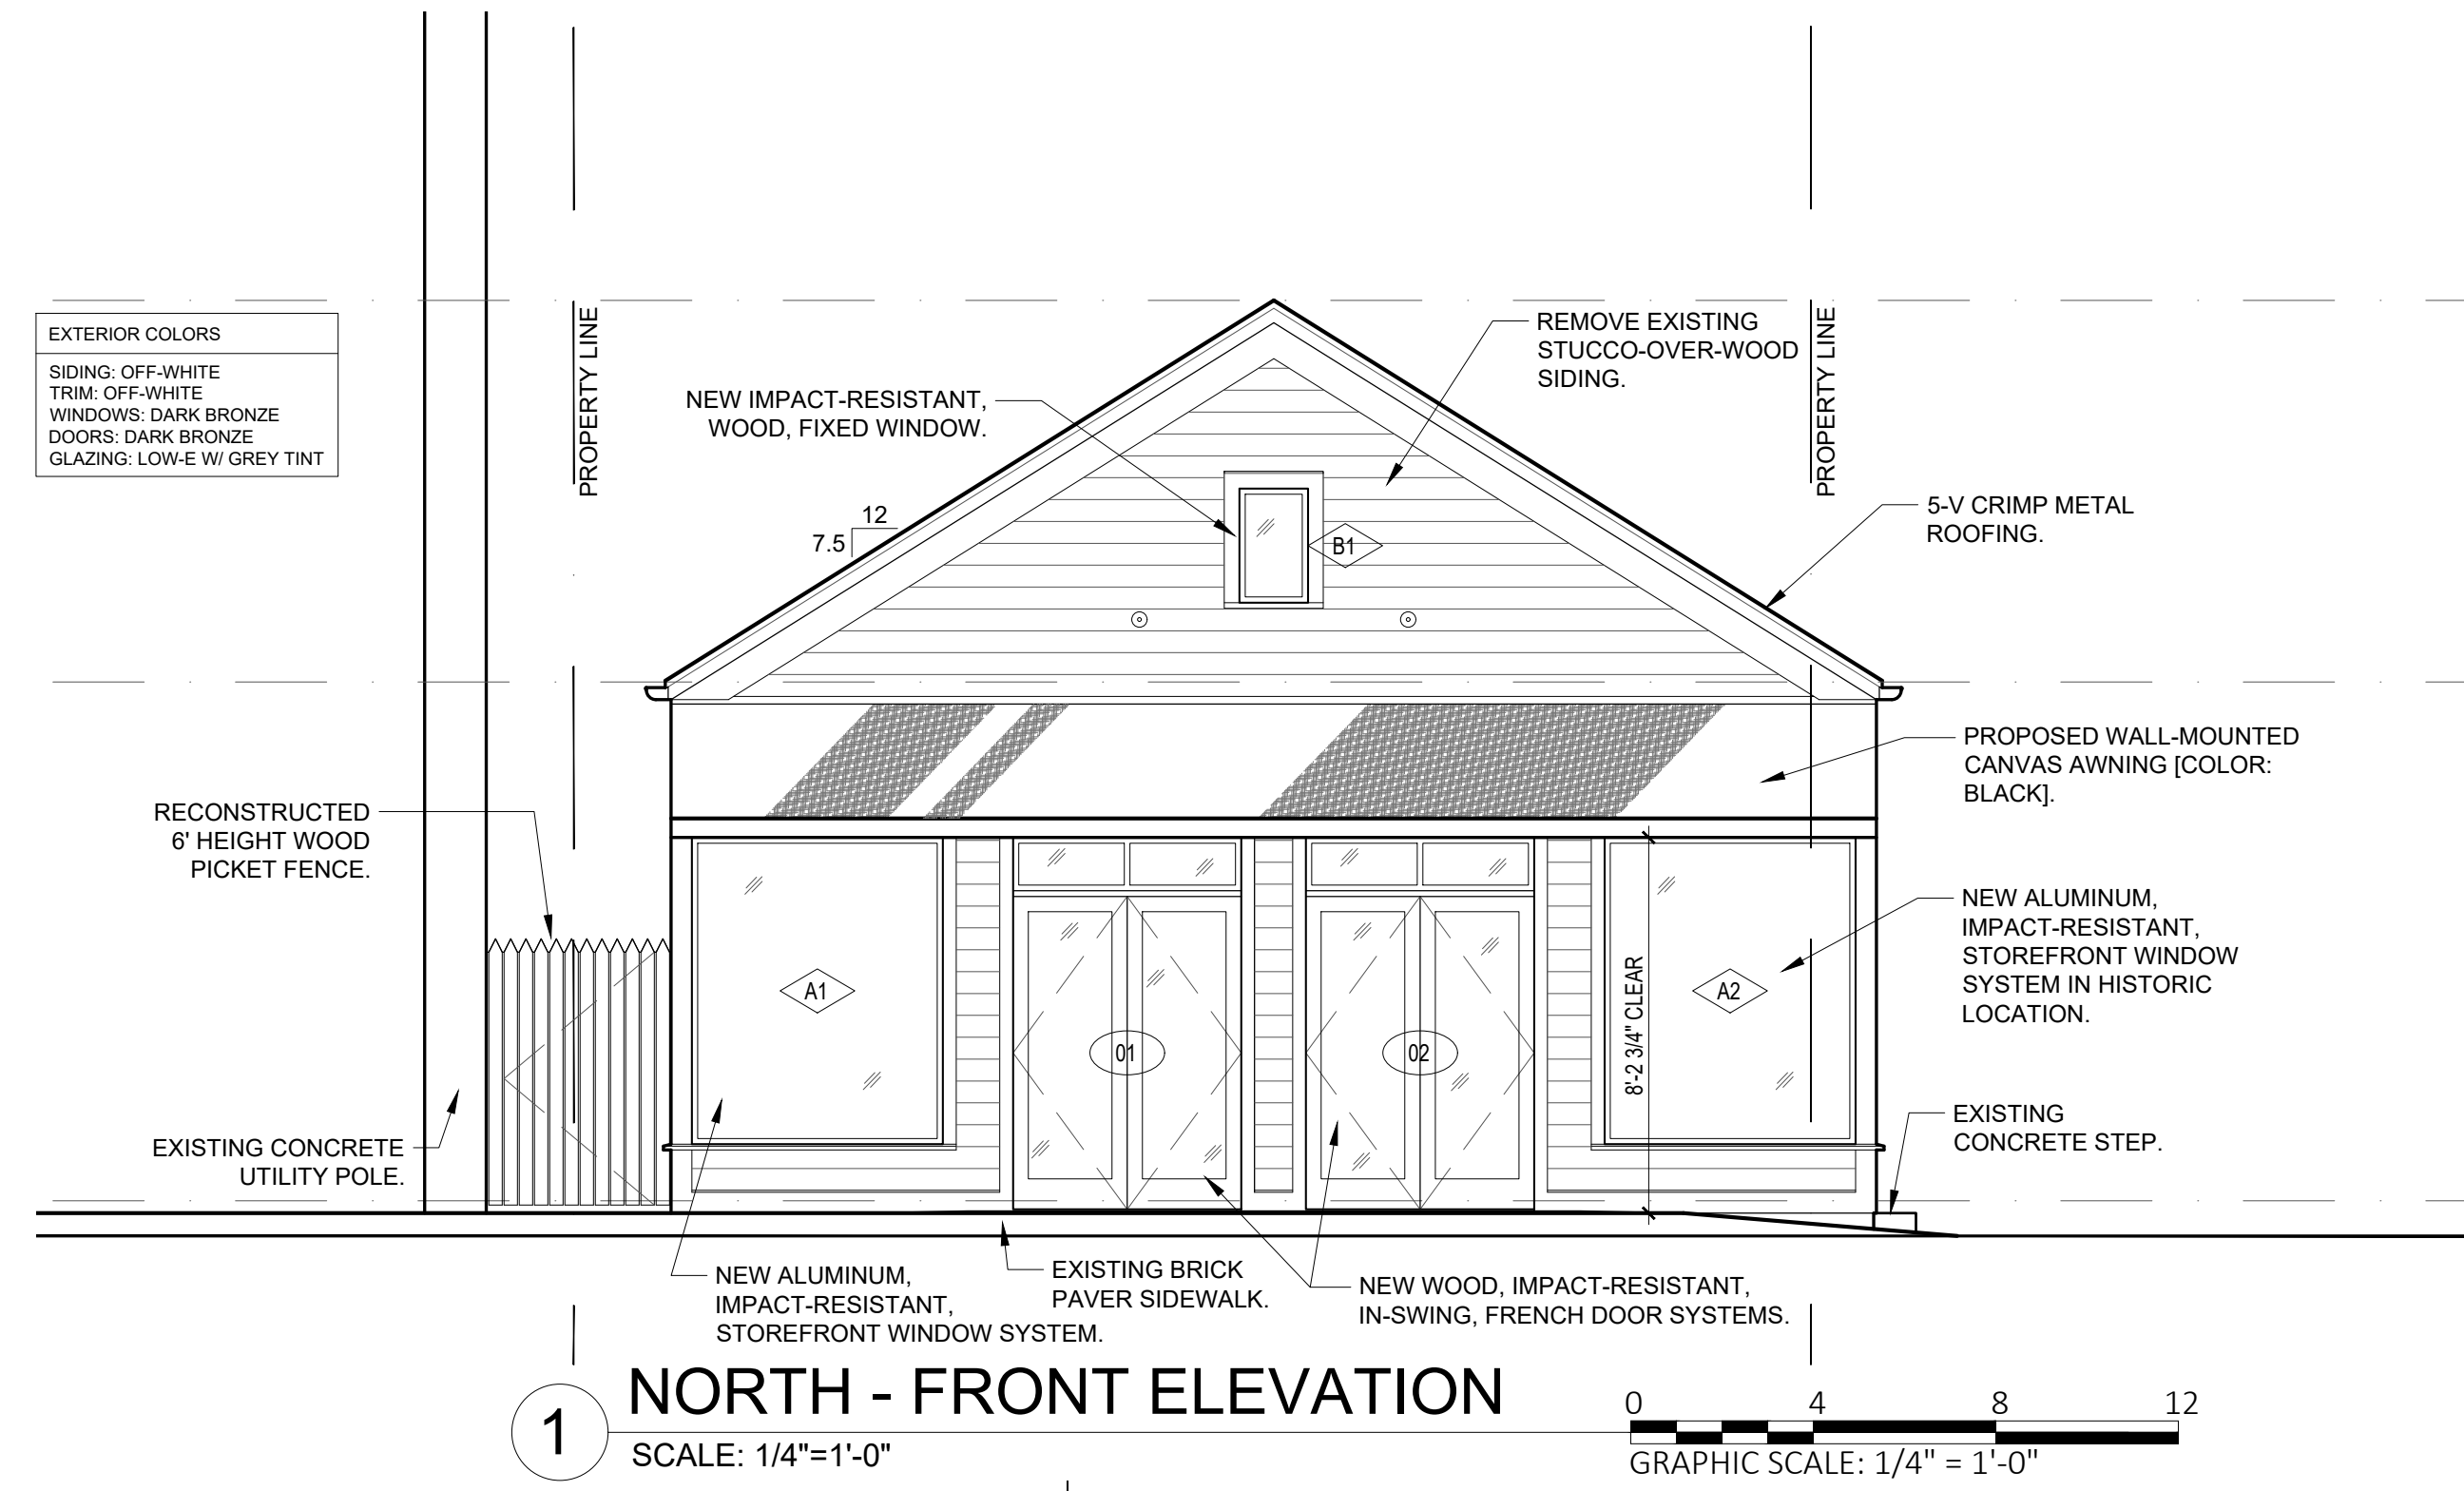 EXTERIOR COLORS
SIDING: OFF-WHITE
TRIM: OFF-WHITE
WINDOWS: DARK BRONZE
DOORS: DARK BRONZE
GLAZING: LOW-E W/ GREY TINT
PROPERTY LINE
NEW IMPACT-RESISTANT,
WOOD, FIXED WINDOW.
REMOVE EXISTING
STUCCO-OVER-WOOD
SIDING.
PROPERTY LINE
12
7.5
B1
5-V CRIMP METAL
ROOFING.
PROPOSED WALL-MOUNTED
CANVAS AWNING [COLOR:
BLACK].
RECONSTRUCTED
6' HEIGHT WOOD
PICKET FENCE.
NEW ALUMINUM,
IMPACT-RESISTANT,
STOREFRONT WINDOW
SYSTEM IN HISTORIC
LOCATION.
A1
01
02
8'-2 3/4" CLEAR
A2
EXISTING CONCRETE
UTILITY POLE.
EXISTING
CONCRETE STEP.
NEW ALUMINUM,
IMPACT-RESISTANT,
STOREFRONT WINDOW SYSTEM.
EXISTING BRICK
PAVER SIDEWALK.
NEW WOOD, IMPACT-RESISTANT,
IN-SWING, FRENCH DOOR SYSTEMS.
1
NORTH - FRONT ELEVATION
SCALE: 1/4"=1'-0"
0 4 8 12
GRAPHIC SCALE: 1/4" = 1'-0"